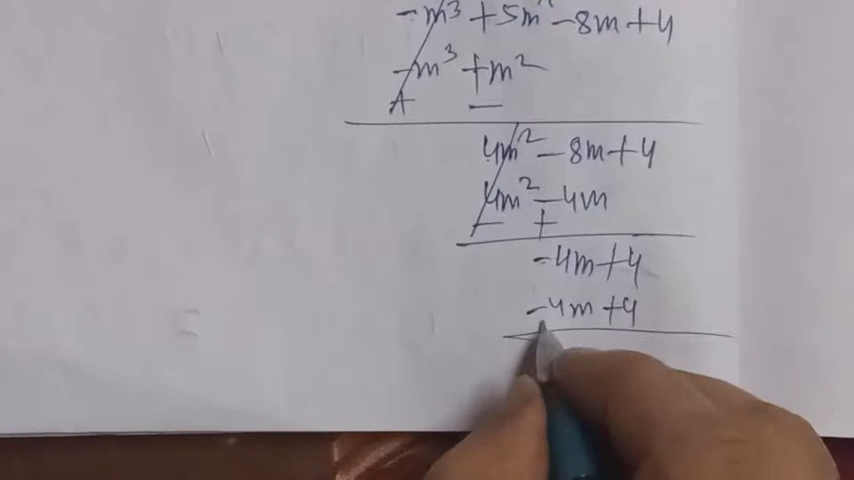 -m³ +5m² -8m+4
-m³ +m²
+ -
4m² -8m+4
4m² -4m
- +
-4m+4
-4m+4